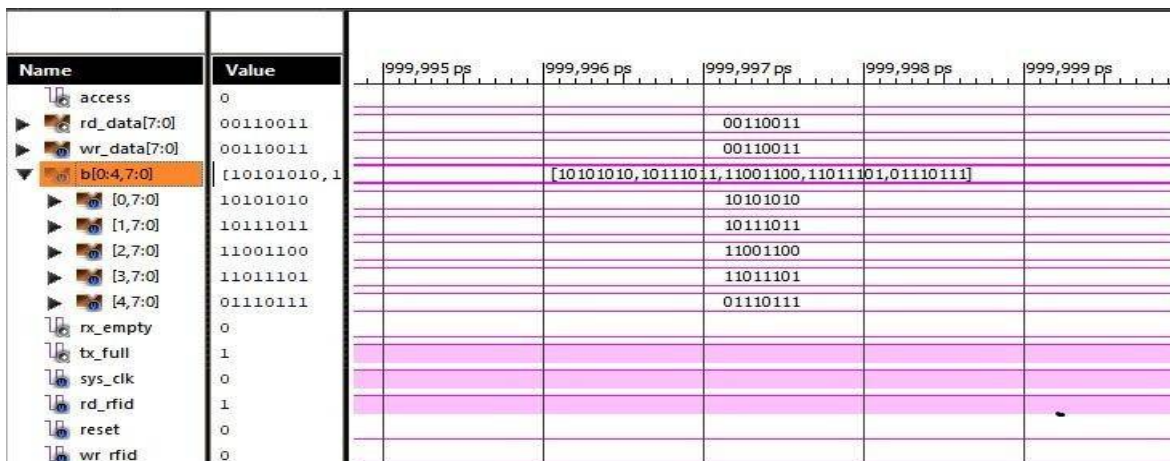 Name Value 999,995 ps 999,996 ps 999,997 ps 999,998 ps 999,999 ps
access 0
rd_data[7:0] 00110011 00110011
wr_data[7:0] 00110011 00110011
b[0:4,7:0] [10101010,1 [10101010,10111011,11001100,11011101,01110111]
[0,7:0] 10101010 10101010
[1,7:0] 10111011 10111011
[2,7:0] 11001100 11001100
[3,7:0] 11011101 11011101
[4,7:0] 01110111 01110111
rx_empty 0
tx_full 1
sys_clk 0
rd_rfid 1
reset 0
wr_rfid 0